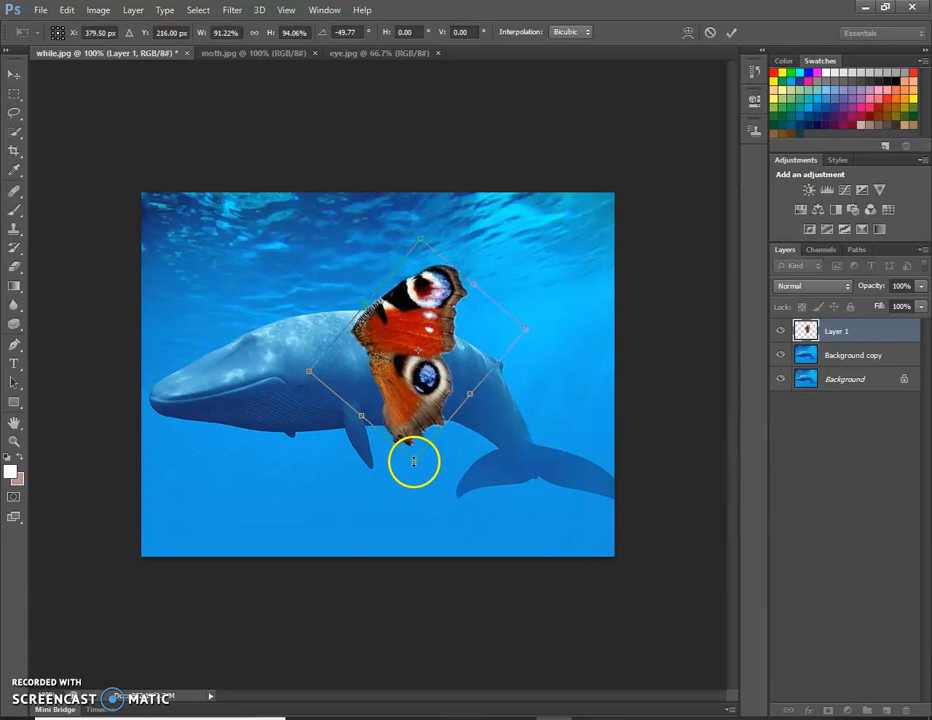 Ps File Edit Image Layer Type Select Filter 3D View Window Help
X: 379.50 px Y: 216.00 px W: 91.22% H: 94.06% -49.77 ° H: 0.00 ° V: 0.00 ° Interpolation: Bicubic Essentials
while.jpg @ 100% (Layer 1, RGB/8#) * × moth.jpg @ 100% (RGB/8#) × eye.jpg @ 66.7% (RGB/8#) ×
Color Swatches
Adjustments Styles
Add an adjustment
Layers Channels Paths
Kind
Normal Opacity: 100%
Lock: Fill: 100%
Layer 1
Background copy
Background
RECORDED WITH
SCREENCAST MATIC
Mini Bridge